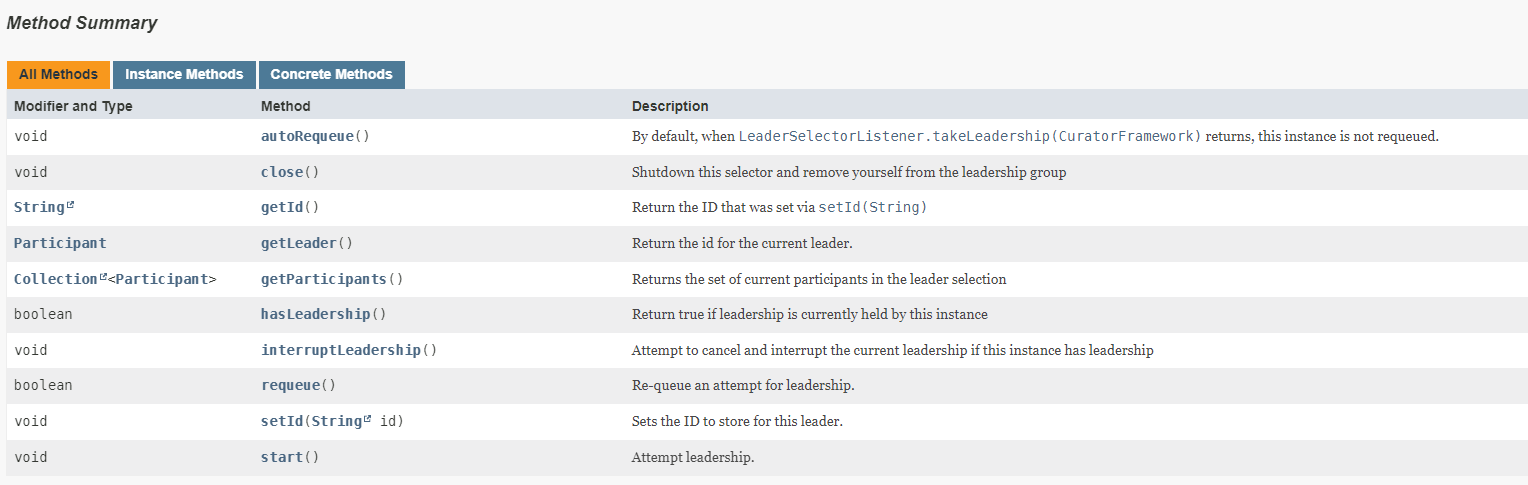 Method Summary
All Methods Instance Methods Concrete Methods
Modifier and Type Method Description
void autoRequeue() By default, when LeaderSelectorListener.takeLeadership(CuratorFramework) returns, this instance is not requeued.
void close() Shutdown this selector and remove yourself from the leadership group
String getId() Return the ID that was set via setId(String)
Participant getLeader() Return the id for the current leader.
Collection<Participant> getParticipants() Returns the set of current participants in the leader selection
boolean hasLeadership() Return true if leadership is currently held by this instance
void interruptLeadership() Attempt to cancel and interrupt the current leadership if this instance has leadership
boolean requeue() Re-queue an attempt for leadership.
void setId(String id) Sets the ID to store for this leader.
void start() Attempt leadership.